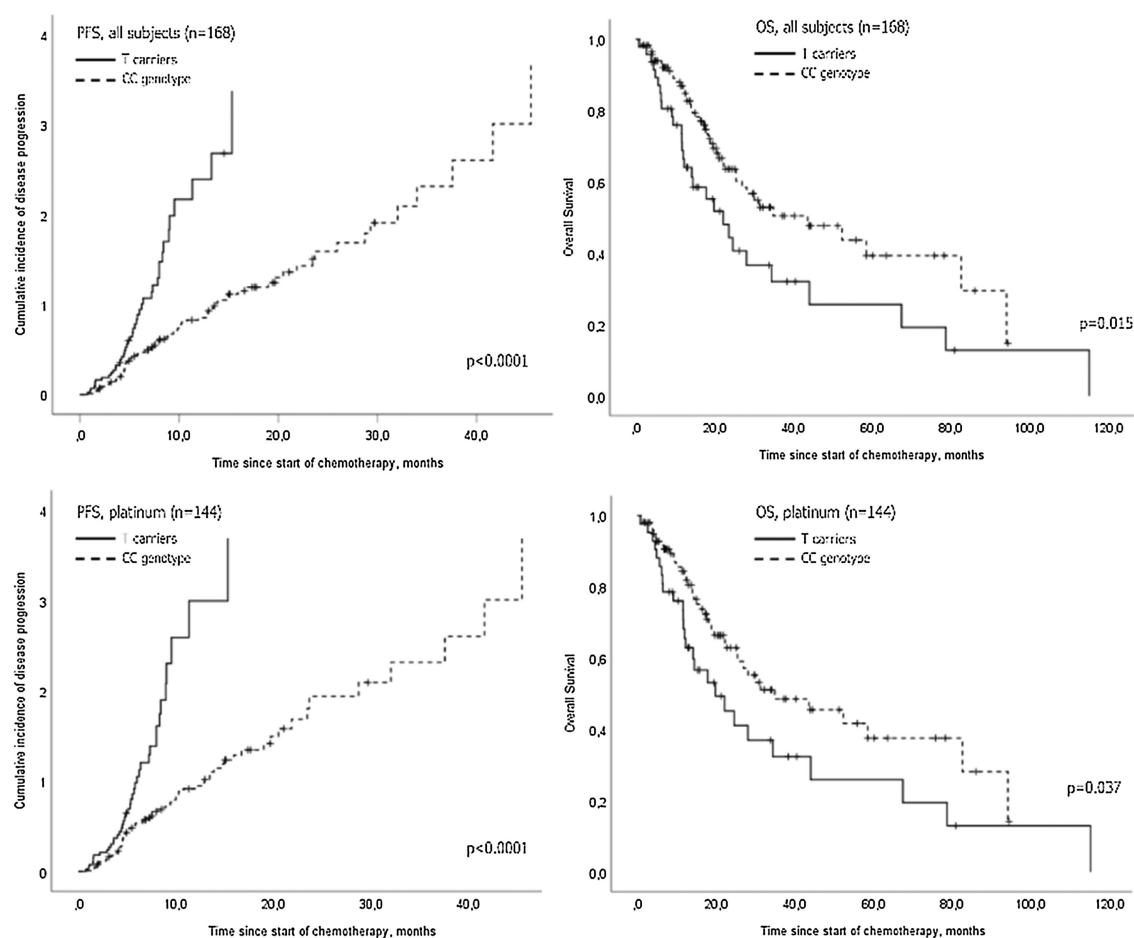 PFS, all subjects (n=168)
T carriers
CC genotype
Cumulative incidence of disease progression
4
3
2
1
0
p<0.0001
,0
10,0
20,0
30,0
40,0
Time since start of chemotherapy, months
OS, all subjects (n=168)
T carriers
CC genotype
Overall Survival
1,0
0,8
0,6
0,4
0,2
0,0
p=0.015
,0
20,0
40,0
60,0
80,0
100,0
120,0
Time since start of chemotherapy, months
PFS, platinum (n=144)
T carriers
CC genotype
Cumulative incidence of disease progression
4
3
2
1
0
p<0.0001
,0
10,0
20,0
30,0
40,0
Time since start of chemotherapy, months
OS, platinum (n=144)
T carriers
CC genotype
Overall Survival
1,0
0,8
0,6
0,4
0,2
0,0
p=0.037
,0
20,0
40,0
60,0
80,0
100,0
120,0
Time since start of chemotherapy, months